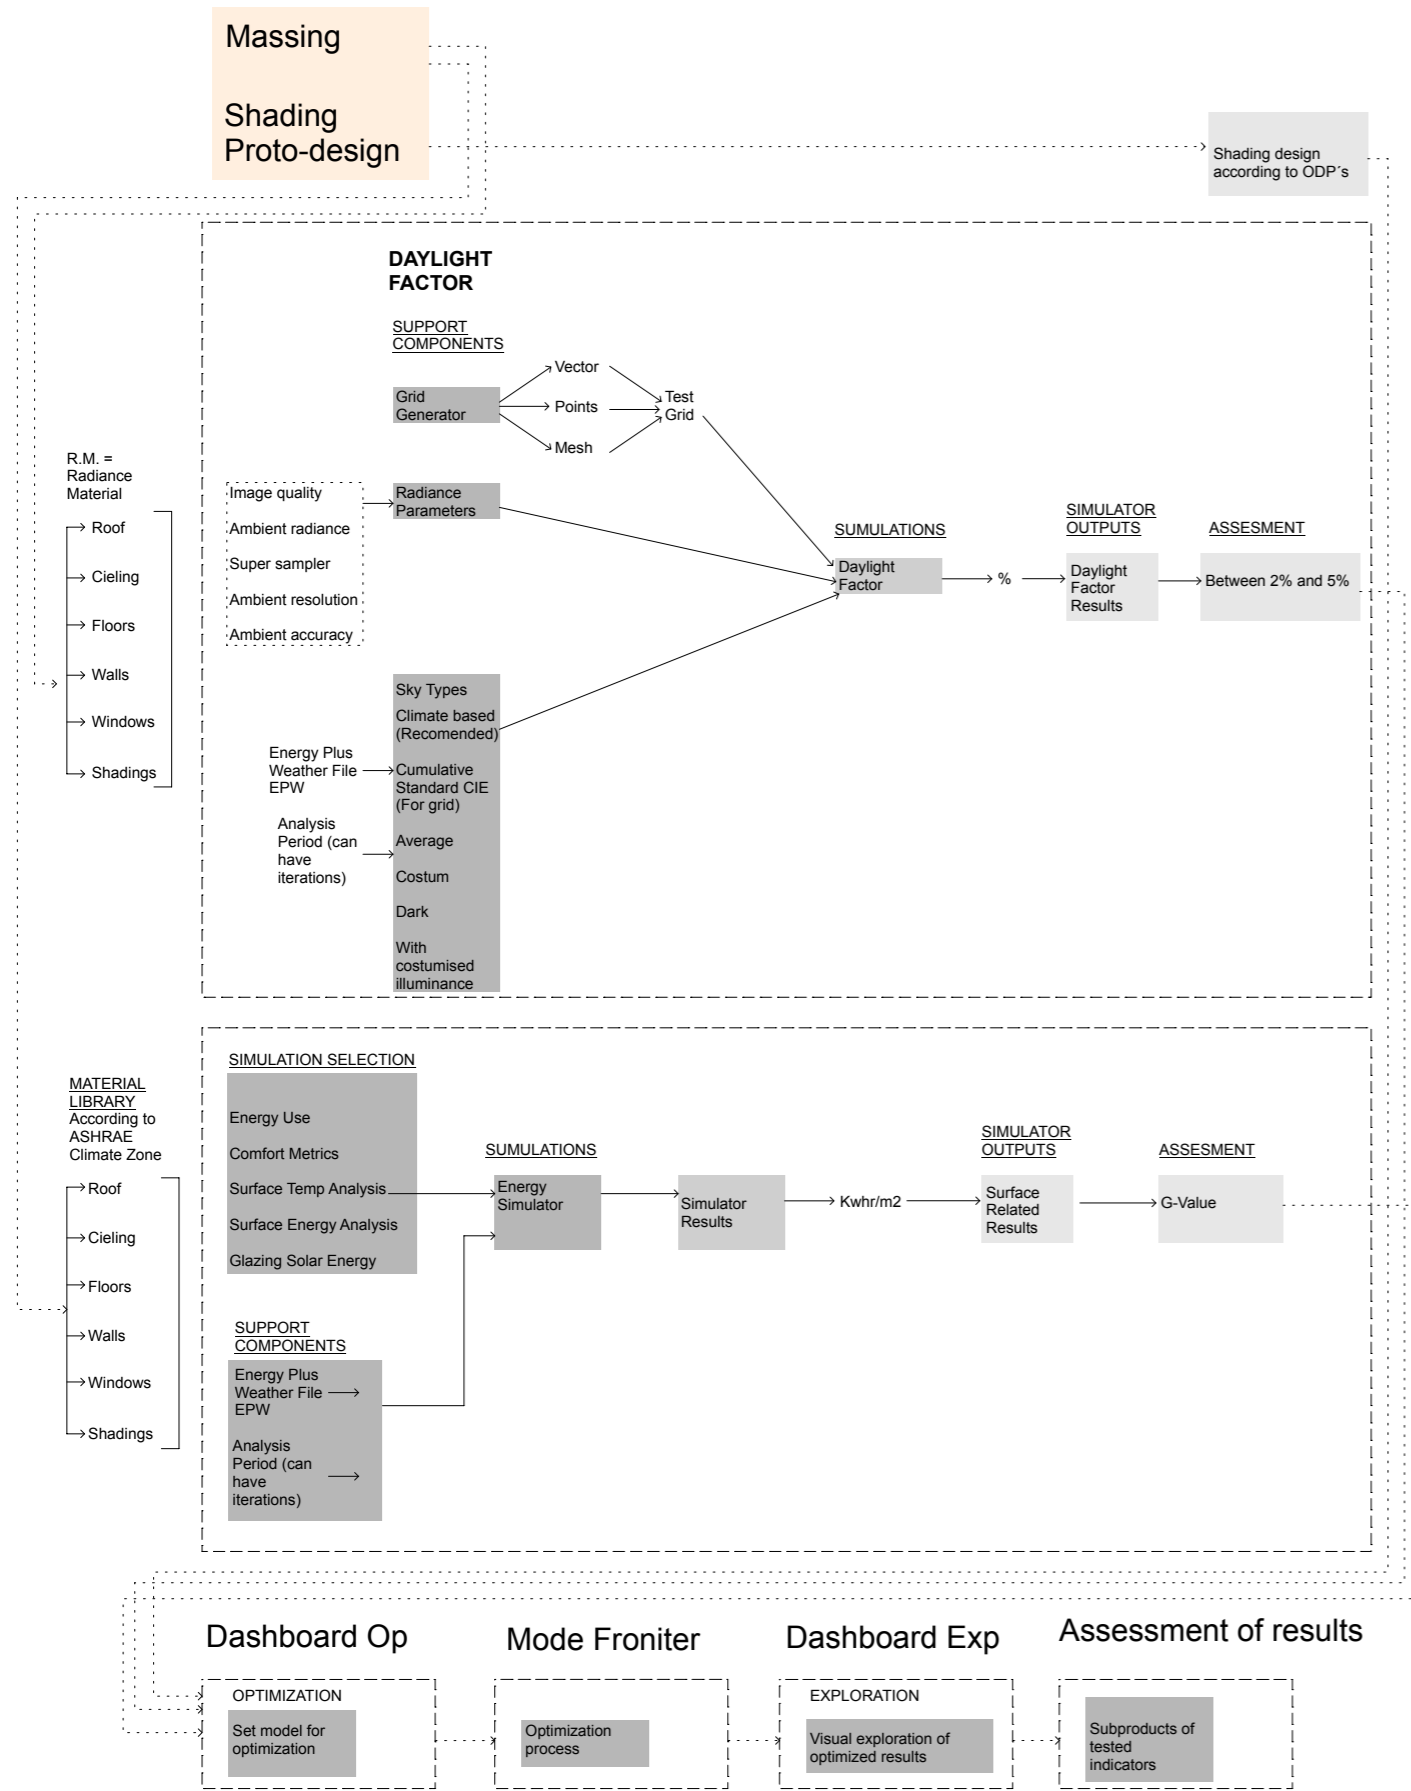 Massing
Shading
Proto-design
Shading design
according to ODP´s
DAYLIGHT
FACTOR
SUPPORT
COMPONENTS
Grid
Generator
Vector
Points
Mesh
Test
Grid
R.M. =
Radiance
Material
Roof
Cieling
Floors
Walls
Windows
Shadings
Image quality
Ambient radiance
Super sampler
Ambient resolution
Ambient accuracy
Radiance
Parameters
SUMULATIONS
Daylight
Factor
%
SIMULATOR
OUTPUTS
Daylight
Factor
Results
ASSESMENT
Between 2% and 5%
Energy Plus
Weather File
EPW
Analysis
Period (can
have
iterations)
Sky Types
Climate based
(Recomended)
Cumulative
Standard CIE
(For grid)
Average
Costum
Dark
With
costumised
illuminance
MATERIAL
LIBRARY
According to
ASHRAE
Climate Zone
Roof
Cieling
Floors
Walls
Windows
Shadings
SIMULATION SELECTION
Energy Use
Comfort Metrics
Surface Temp Analysis
Surface Energy Analysis
Glazing Solar Energy
SUPPORT
COMPONENTS
Energy Plus
Weather File
EPW
Analysis
Period (can
have
iterations)
SUMULATIONS
Energy
Simulator
Simulator
Results
Kwhr/m2
SIMULATOR
OUTPUTS
Surface
Related
Results
ASSESMENT
G-Value
Dashboard Op
OPTIMIZATION
Set model for
optimization
Mode Froniter
Optimization
process
Dashboard Exp
EXPLORATION
Visual exploration of
optimized results
Assessment of results
Subproducts of
tested
indicators